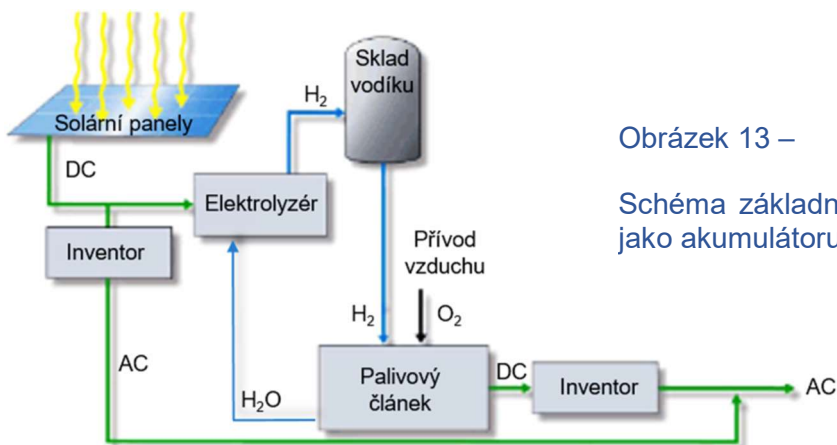 Sklad
vodíku
H₂
Solární panely
Obrázek 13 –
DC
Elektrolyzér
Schéma základn
jako akumulátoru
Inventor
Přívod
vzduchu
H₂
O₂
AC
Palivový
článek
DC
Inventor
AC
H₂O